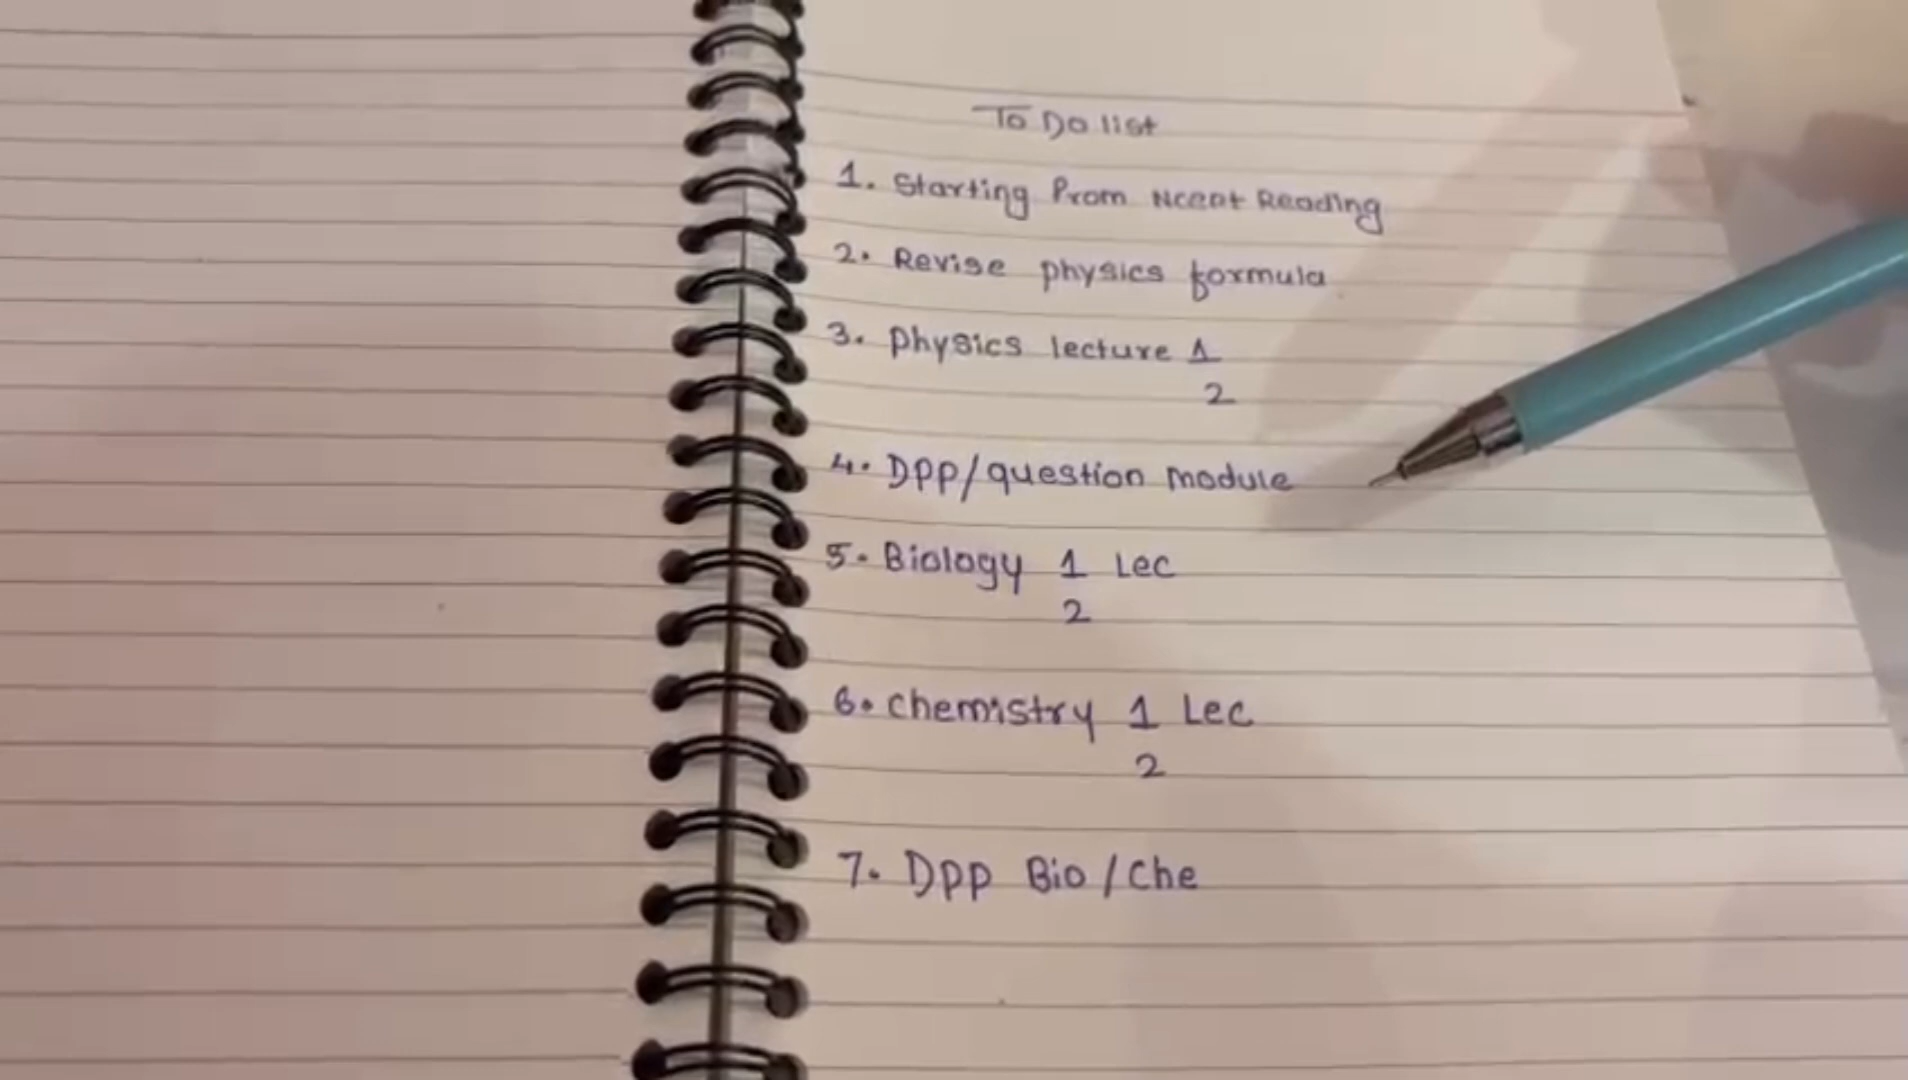 To Do list
1. Starting From Ncert Reading
2. Revise physics formula
3. Physics lecture 1
2
4. Dpp/question module
5. Biology 1 Lec
2
6. chemistry 1 Lec
2
7. Dpp Bio/Che